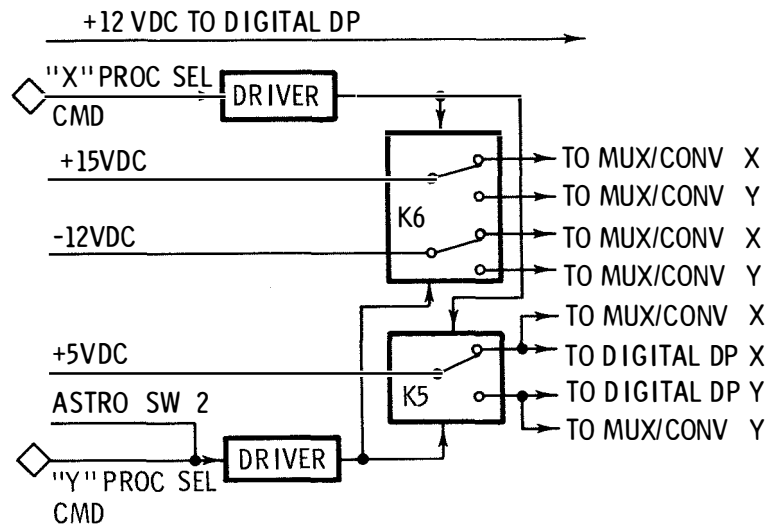 +12 VDC TO DIGITAL DP
"X" PROC SEL
CMD
DRIVER
+15VDC
-12VDC
K6
TO MUX/CONV X
TO MUX/CONV Y
TO MUX/CONV X
TO MUX/CONV Y
+5VDC
K5
TO MUX/CONV X
TO DIGITAL DP X
TO DIGITAL DP Y
TO MUX/CONV Y
ASTRO SW 2
"Y" PROC SEL
CMD
DRIVER